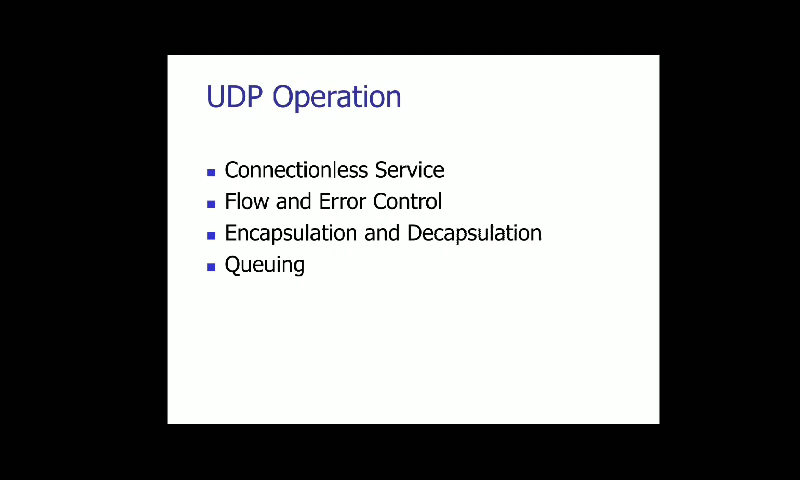 UDP Operation
Connectionless Service
Flow and Error Control
Encapsulation and Decapsulation
Queuing